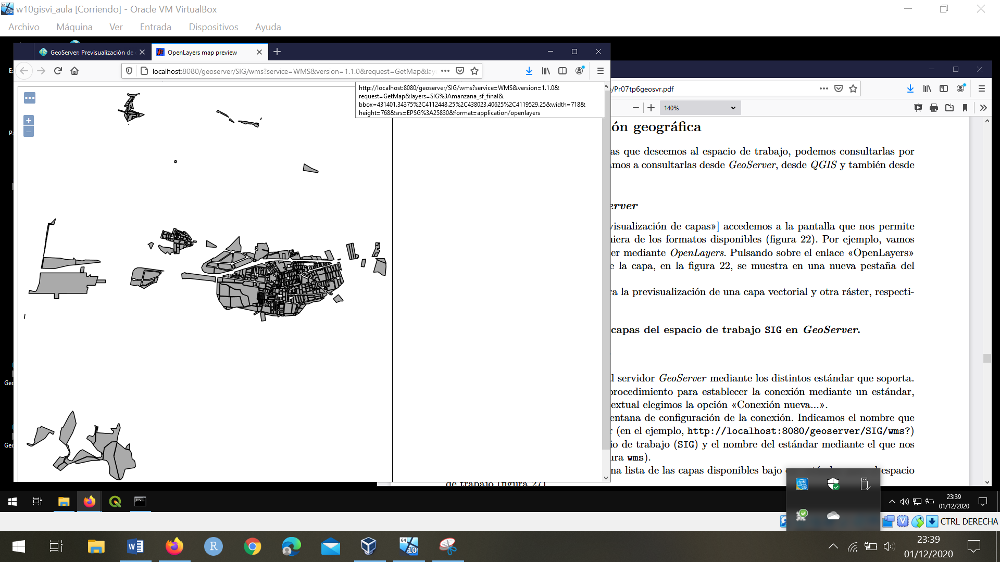 w10gisvi_aula [Corriendo] - Oracle VM VirtualBox
Archivo Máquina Ver Entrada Dispositivos Ayuda
GeoServer: Previsualización de
OpenLayers map preview
localhost:8080/geoserver/SIG/wms?service=WMS&version=1.1.0&request=GetMap&lay
http://localhost:8080/geoserver/SIG/wms?service=WMS&version=1.1.0&
request=GetMap&layers=SIG%3Amanzana_sf_final&
bbox=431401.34375%2C4112448.25%2C438023.40625%2C4119529.25&width=718&
height=768&srs=EPSG%3A25830&format=application/openlayers
+
−
/Pr07tp6geosvr.pdf
140%
ión geográfica
as que deseemos al espacio de trabajo, podemos consultarlas por
amos a consultarlas desde GeoServer, desde QGIS y también desde
erver
visualización de capas»] accedemos a la pantalla que nos permite
uiera de los formatos disponibles (figura 22). Por ejemplo, vamos
er mediante OpenLayers. Pulsando sobre el enlace «OpenLayers»
e la capa, en la figura 22, se muestra en una nueva pestaña del
ra la previsualización de una capa vectorial y otra ráster, respecti-
capas del espacio de trabajo SIG en GeoServer.
al servidor GeoServer mediante los distintos estándar que soporta.
procedimiento para establecer la conexión mediante un estándar,
extual elegimos la opción «Conexión nueva...».
entana de configuración de la conexión. Indicamos el nombre que
r (en el ejemplo, http://localhost:8080/geoserver/SIG/wms?)
io de trabajo (SIG) y el nombre del estándar mediante el que nos
ura wms).
na lista de las capas disponibles bajo espacio
de trabajo (figura 27)
Geo
Geo
23:39
01/12/2020
CTRL DERECHA
64
10
23:39
01/12/2020